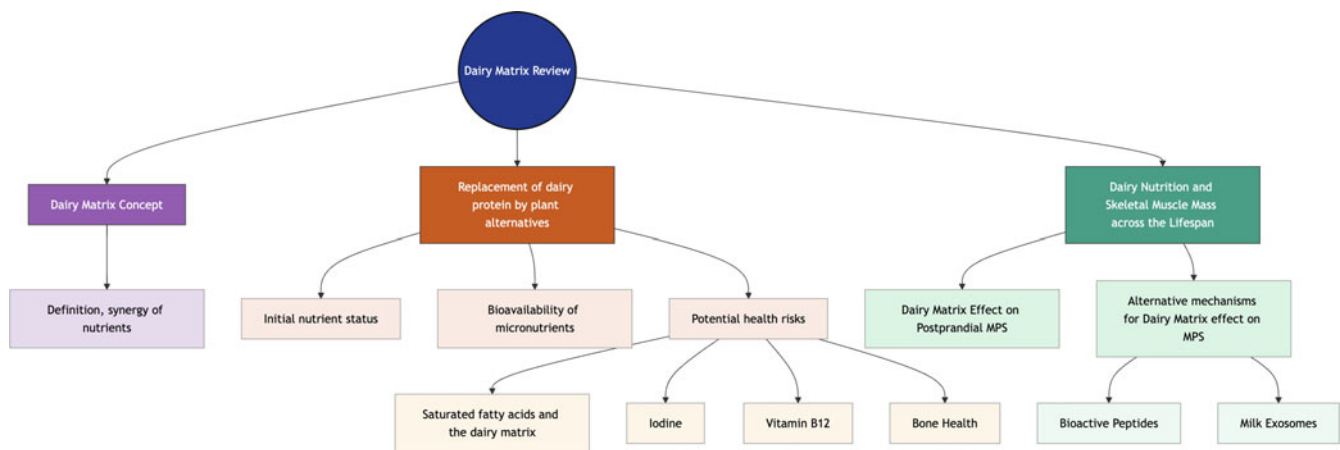 Dairy Matrix Review
Dairy Matrix Concept
Replacement of dairy
protein by plant
alternatives
Dairy Nutrition and
Skeletal Muscle Mass
across the Lifespan
Definition, synergy of
nutrients
Initial nutrient status
Bioavailability of
micronutrients
Potential health risks
Dairy Matrix Effect on
Postprandial MPS
Alternative mechanisms
for Dairy Matrix effect on
MPS
Saturated fatty acids and
the dairy matrix
Iodine
Vitamin B12
Bone Health
Bioactive Peptides
Milk Exosomes